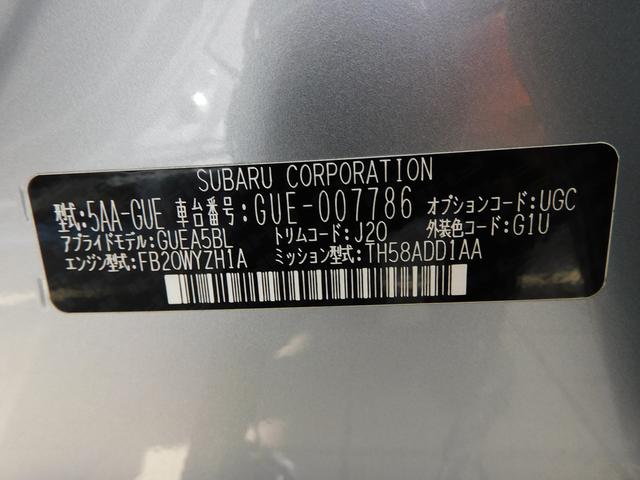 SUBARU CORPORATION
型式:5AA-GUE 車台番号:GUE-007786 オプションコード:UGC
アプライドモデル:GUEA5BL トリムコード:J20 外装色コード:G1U
エンジン型式:FB20WYZH1A ミッション型式:TH58ADD1AA